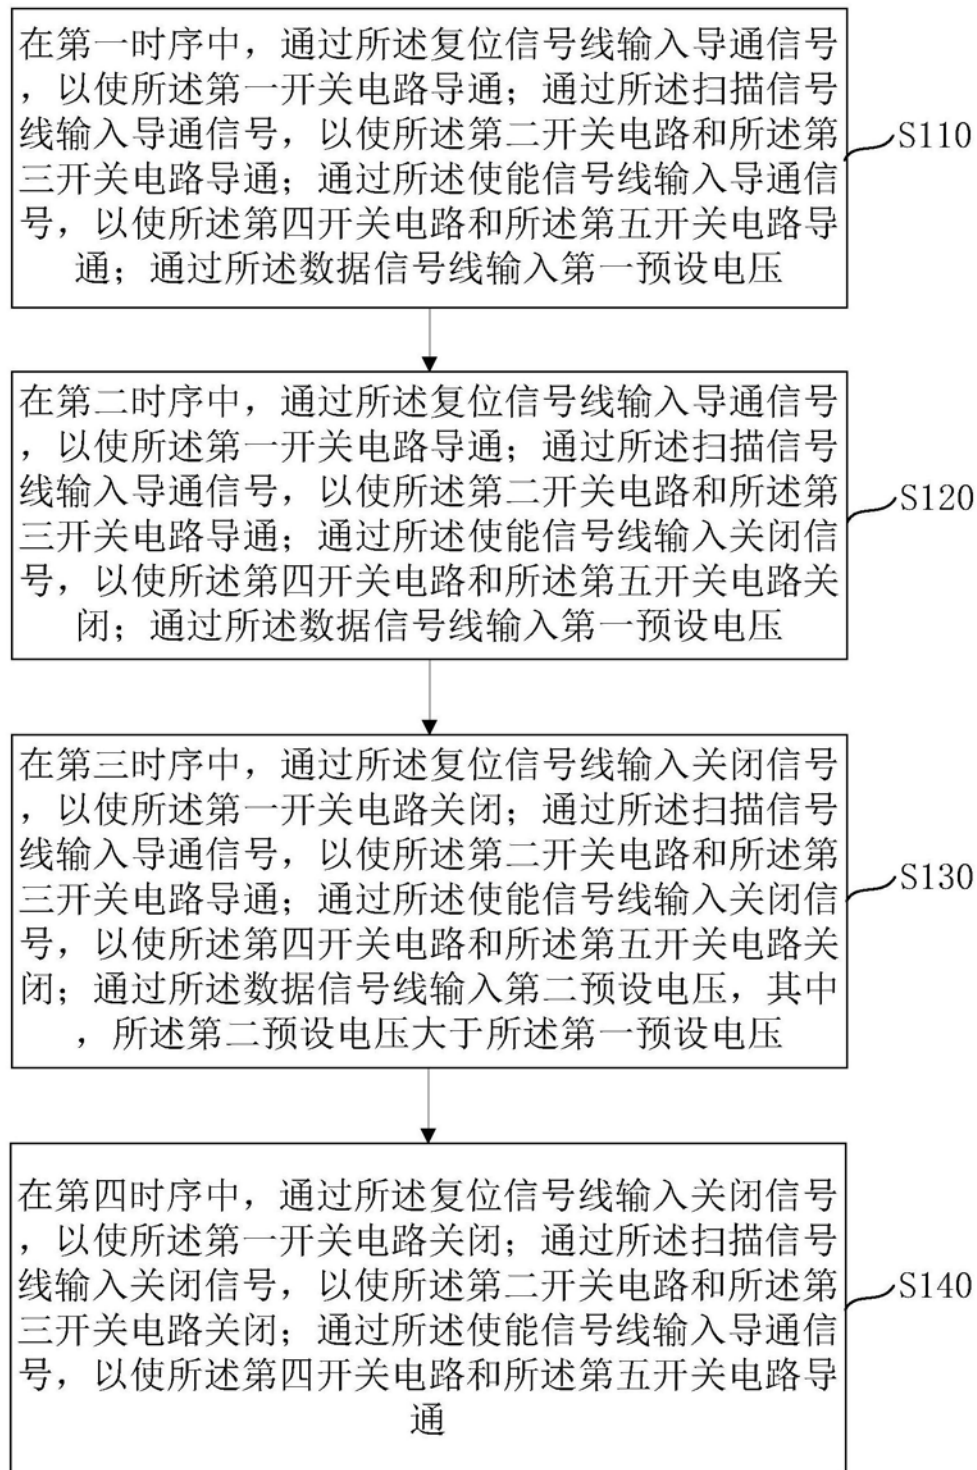 在第一时序中，通过所述复位信号线输入导通信号
，以使所述第一开关电路导通；通过所述扫描信号
线输入导通信号，以使所述第二开关电路和所述第
三开关电路导通；通过所述使能信号线输入导通信
号，以使所述第四开关电路和所述第五开关电路导
通；通过所述数据信号线输入第一预设电压
S110
在第二时序中，通过所述复位信号线输入导通信号
，以使所述第一开关电路导通；通过所述扫描信号
线输入导通信号，以使所述第二开关电路和所述第
三开关电路导通；通过所述使能信号线输入关闭信
号，以使所述第四开关电路和所述第五开关电路关
闭；通过所述数据信号线输入第一预设电压
S120
在第三时序中，通过所述复位信号线输入关闭信号
，以使所述第一开关电路关闭；通过所述扫描信号
线输入导通信号，以使所述第二开关电路和所述第
三开关电路导通；通过所述使能信号线输入关闭信
号，以使所述第四开关电路和所述第五开关电路关
闭；通过所述数据信号线输入第二预设电压，其中
，所述第二预设电压大于所述第一预设电压
S130
在第四时序中，通过所述复位信号线输入关闭信号
，以使所述第一开关电路关闭；通过所述扫描信号
线输入关闭信号，以使所述第二开关电路和所述第
三开关电路关闭；通过所述使能信号线输入导通信
号，以使所述第四开关电路和所述第五开关电路导
通
S140